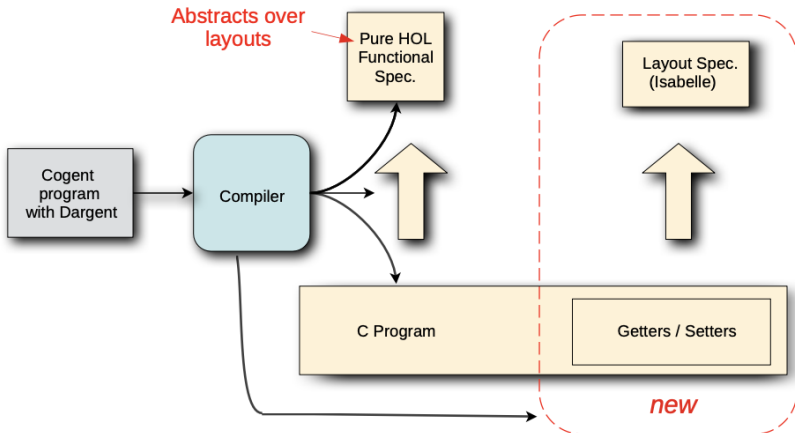 Abstracts over
layouts
Pure HOL
Functional
Spec.
Layout Spec.
(Isabelle)
Cogent
program
with Dargent
Compiler
C Program
Getters / Setters
new